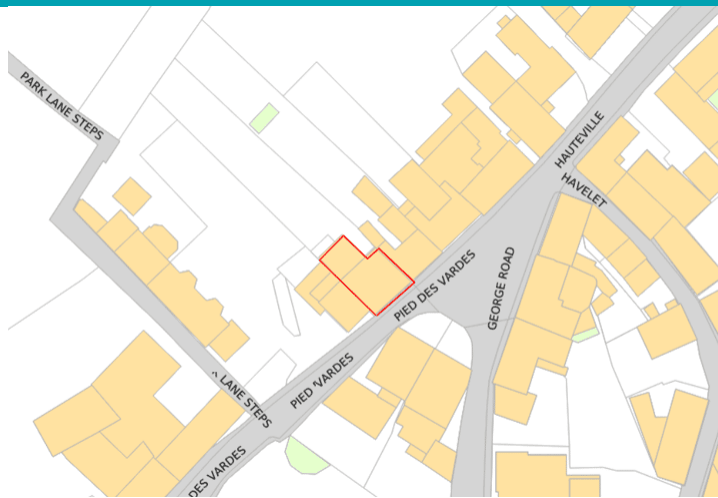 PARK LANE STEPS
HAUTEVILLE
HAVELET
PIED DES VARDES
GEORGE ROAD
PIED 'VARDES
LANE STEPS
DES VARDES